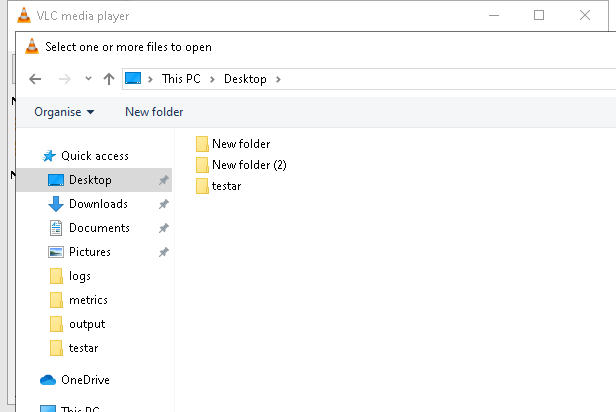 VLC media player
Select one or more files to open
This PC > Desktop >
Organise New folder
Quick access
Desktop
Downloads
Documents
Pictures
logs
metrics
output
testar
OneDrive
This PC
New folder
New folder (2)
testar